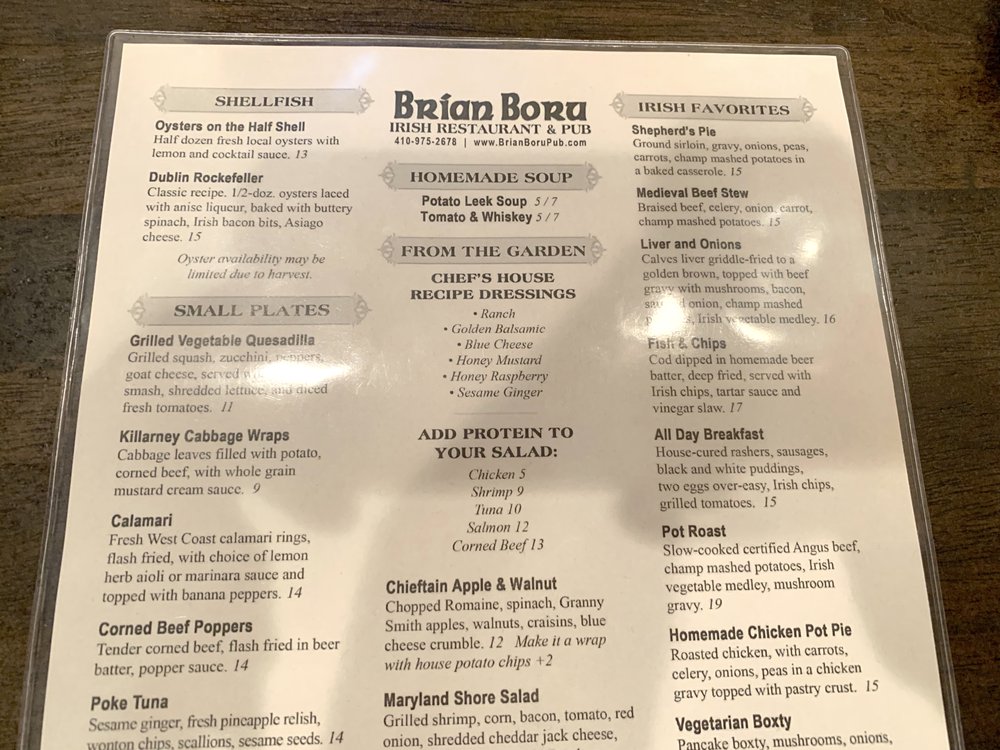 SHELLFISH
Oysters on the Half Shell
Half dozen fresh local oysters with
lemon and cocktail sauce. 13
Dublin Rockefeller
Classic recipe. 1/2-doz. oysters laced
with anise liqueur, baked with buttery
spinach, Irish bacon bits, Asiago
cheese. 15
Oyster availability may be
limited due to harvest.
SMALL PLATES
Grilled Vegetable Quesadilla
Grilled squash, zucchini, peppers,
goat cheese, served
smash, shredded lettuce, and diced
fresh tomatoes. 11
Killarney Cabbage Wraps
Cabbage leaves filled with potato,
corned beef, with whole grain
mustard cream sauce. 9
Calamari
Fresh West Coast calamari rings,
flash fried, with choice of lemon
herb aioli or marinara sauce and
topped with banana peppers. 14
Corned Beef Poppers
Tender corned beef, flash fried in beer
batter, popper sauce. 14
Poke Tuna
Sesame ginger, fresh pineapple relish,
wonton chips, scallions, sesame seeds. 14
Brian Boru
IRISH RESTAURANT & PUB
410-975-2678 | www.BrianBoruPub.com
HOMEMADE SOUP
Potato Leek Soup 5 / 7
Tomato & Whiskey 5 / 7
FROM THE GARDEN
CHEF'S HOUSE
RECIPE DRESSINGS
• Ranch
• Golden Balsamic
• Blue Cheese
• Honey Mustard
• Honey Raspberry
• Sesame Ginger
ADD PROTEIN TO
YOUR SALAD:
Chicken 5
Shrimp 9
Tuna 10
Salmon 12
Corned Beef 13
Chieftain Apple & Walnut
Chopped Romaine, spinach, Granny
Smith apples, walnuts, craisins, blue
cheese crumble. 12 Make it a wrap
with house potato chips +2
Maryland Shore Salad
Grilled shrimp, corn, bacon, tomato, red
onion, shredded cheddar jack cheese,
IRISH FAVORITES
Shepherd's Pie
Ground sirloin, gravy, onions, peas,
carrots, champ mashed potatoes in
a baked casserole. 15
Medieval Beef Stew
Braised beef, celery, onion, carrot,
champ mashed potatoes. 15
Liver and Onions
Calves liver griddle-fried to a
golden brown, topped with beef
gravy with mushrooms, bacon,
onion, champ mashed
Irish vegetable medley. 16
Fish & Chips
Cod dipped in homemade beer
batter, deep fried, served with
Irish chips, tartar sauce and
vinegar slaw. 17
All Day Breakfast
House-cured rashers, sausages,
black and white puddings,
two eggs over-easy, Irish chips,
grilled tomatoes. 15
Pot Roast
Slow-cooked certified Angus beef,
champ mashed potatoes, Irish
vegetable medley, mushroom
gravy. 19
Homemade Chicken Pot Pie
Roasted chicken, with carrots,
celery, onions, peas in a chicken
gravy topped with pastry crust. 15
Vegetarian Boxty
Pancake boxty, mushrooms, onions,